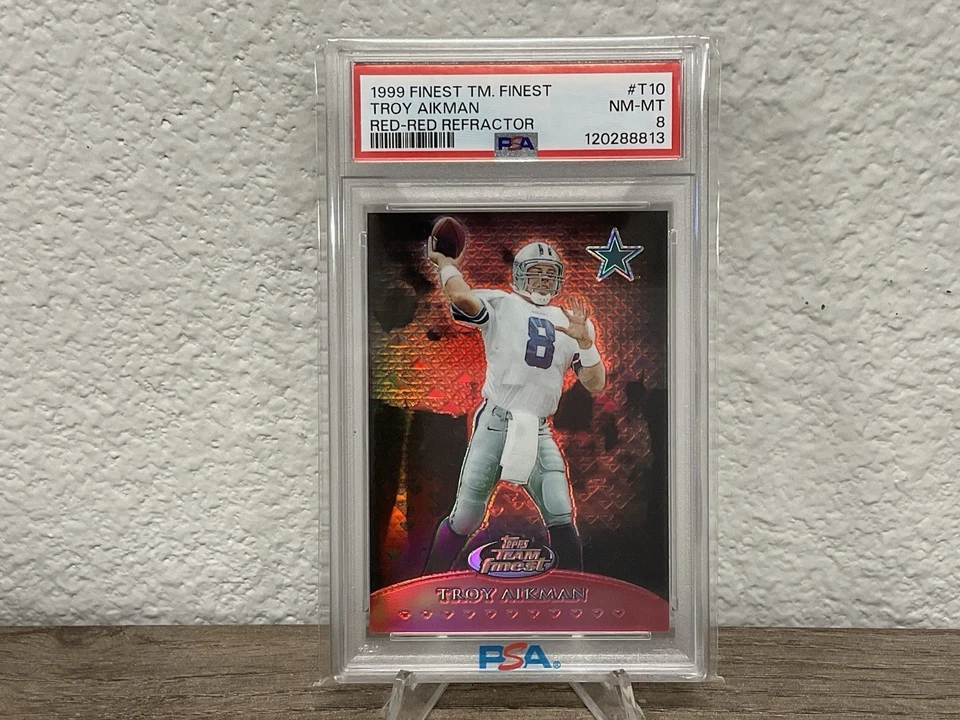 1999 FINEST TM. FINEST #T10
TROY AIKMAN NM-MT
RED-RED REFRACTOR 8
PSA 120288813
8
TOPPS
TEAM
finest
TROY AIKMAN
PSA®